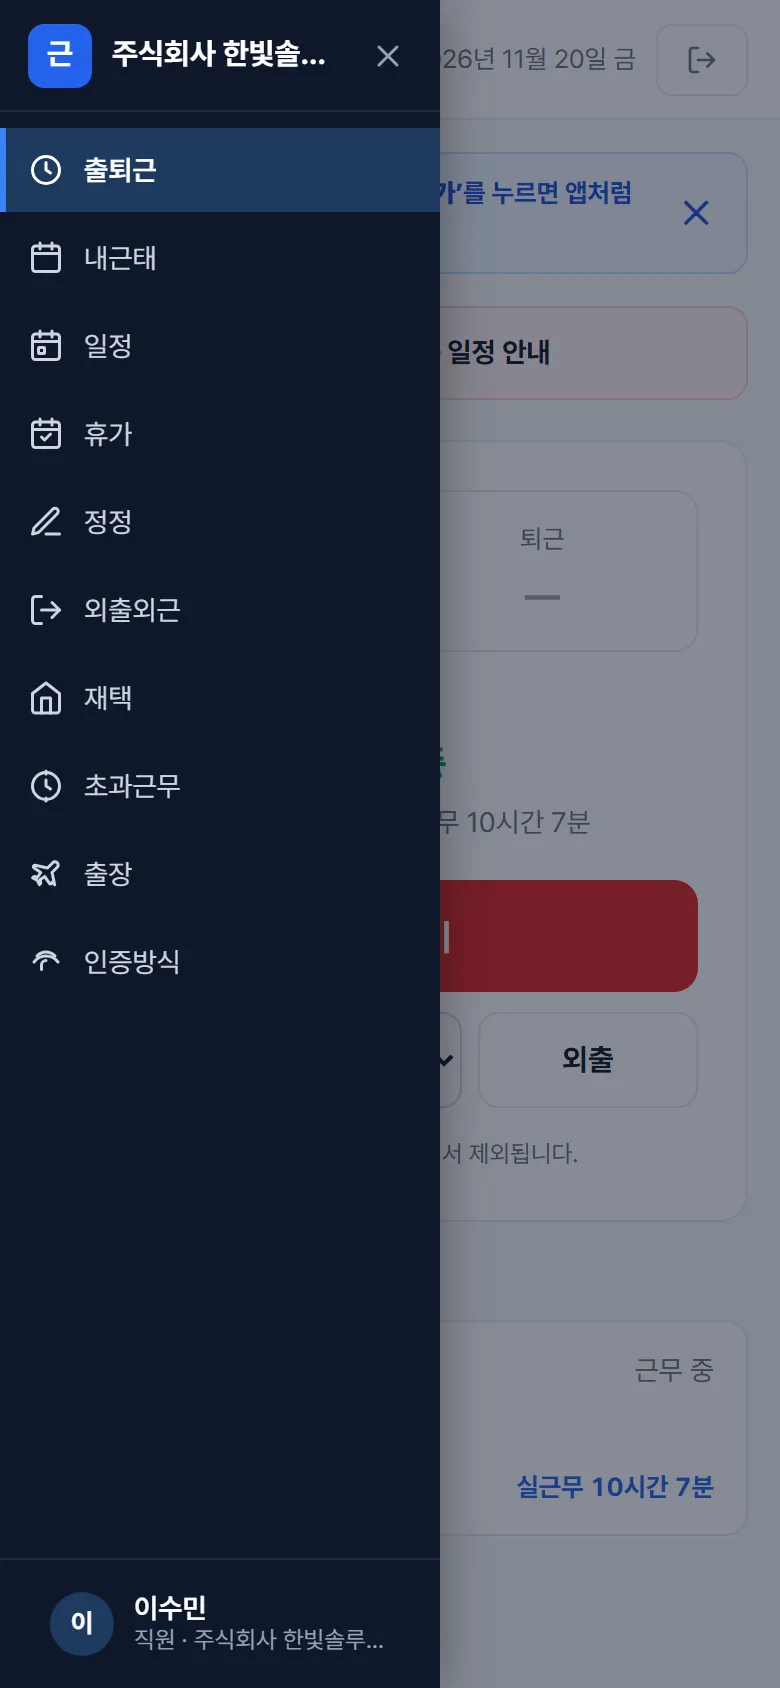 근 주식회사 한빛솔...
26년 11월 20일 금
출퇴근
내근태
일정
휴가
정정
외출외근
재택
초과근무
출장
인증방식
이수민
이 직원 · 주식회사 한빛솔루...
가’를 누르면 앱처럼
일정 안내
퇴근
—
무 10시간 7분
외출
서 제외됩니다.
근무 중
실근무 10시간 7분